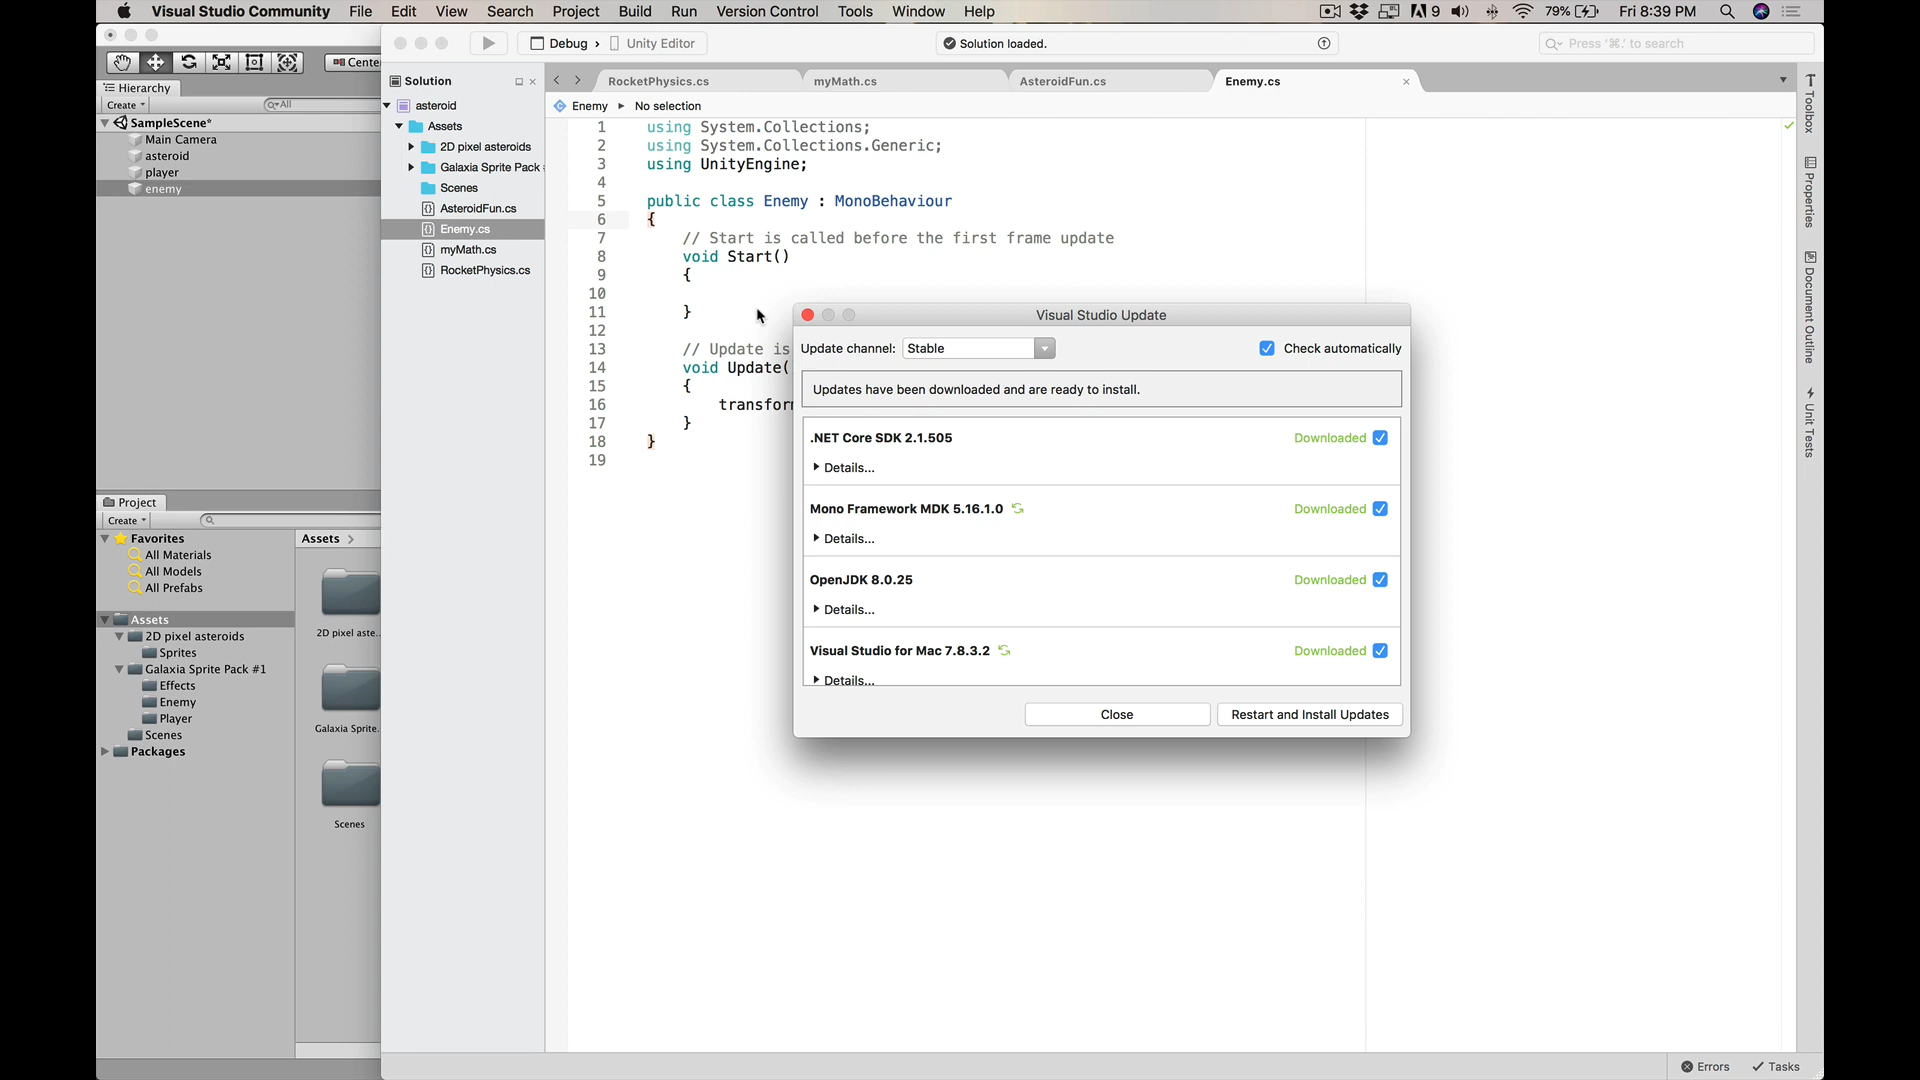 Visual Studio Community File Edit View Search Project Build Run Version Control Tools Window Help 9 79% Fri 8:39 PM
Debug › Unity Editor
Solution loaded.
Press '⌘.' to search
Center
Hierarchy
Create
All
SampleScene*
Main Camera
asteroid
player
enemy
Project
Create
Favorites
All Materials
All Models
All Prefabs
Assets
2D pixel asteroids
Sprites
Galaxia Sprite Pack #1
Effects
Enemy
Player
Scenes
Packages
Assets
2D pixel aste...
Galaxia Sprite...
Scenes
Solution
asteroid
Assets
2D pixel asteroids
Galaxia Sprite Pack
Scenes
AsteroidFun.cs
Enemy.cs
myMath.cs
RocketPhysics.cs
RocketPhysics.cs myMath.cs AsteroidFun.cs Enemy.cs
Enemy No selection
1 using System.Collections;
2 using System.Collections.Generic;
3 using UnityEngine;
4
5 public class Enemy : MonoBehaviour
6 {
7 // Start is called before the first frame update
8 void Start()
9 {
10
11 }
12
13 // Update is
14 void Update(
15 {
16 transform
17 }
18 }
19
Visual Studio Update
Update channel: Stable Check automatically
Updates have been downloaded and are ready to install.
.NET Core SDK 2.1.505 Downloaded
Details...
Mono Framework MDK 5.16.1.0 Downloaded
Details...
OpenJDK 8.0.25 Downloaded
Details...
Visual Studio for Mac 7.8.3.2 Downloaded
Details...
Close Restart and Install Updates
Toolbox
Properties
Document Outline
Unit Tests
Errors Tasks